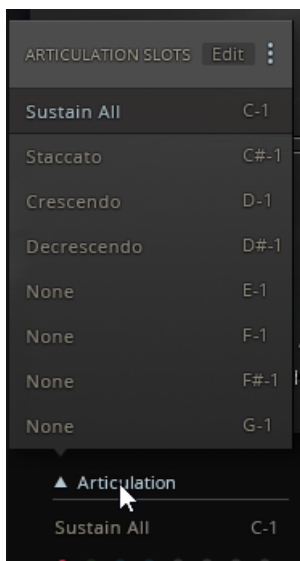 ARTICULATION SLOTS Edit
Sustain All C-1
Staccato C#-1
Crescendo D-1
Decrescendo D#-1
None E-1
None F-1
None F#-1
None G-1
Articulation
Sustain All C-1